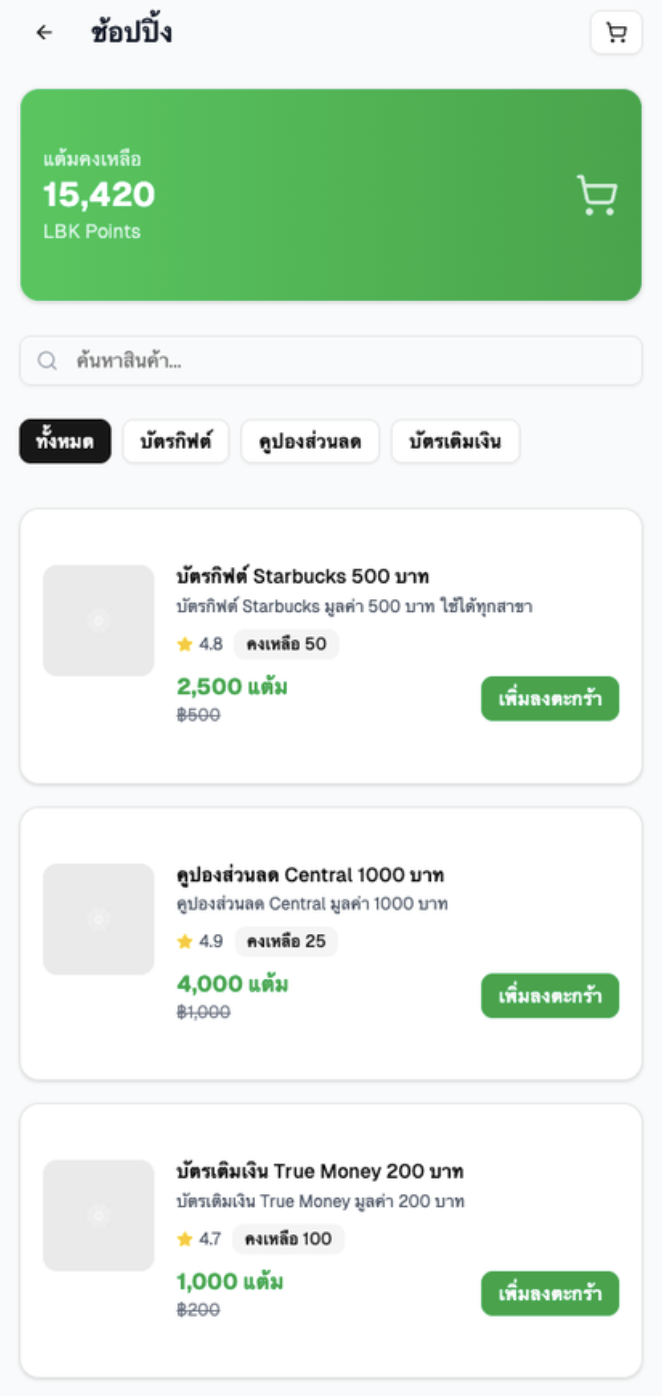 ช้อปปิ้ง
แต้มคงเหลือ
15,420
LBK Points
ค้นหาสินค้า...
ทั้งหมด บัตรกิฟต์ คูปองส่วนลด บัตรเติมเงิน
บัตรกิฟต์ Starbucks 500 บาท
บัตรกิฟต์ Starbucks มูลค่า 500 บาท ใช้ได้ทุกสาขา
4.8 คงเหลือ 50
2,500 แต้ม
฿500
เพิ่มลงตะกร้า
คูปองส่วนลด Central 1000 บาท
คูปองส่วนลด Central มูลค่า 1000 บาท
4.9 คงเหลือ 25
4,000 แต้ม
฿1,000
เพิ่มลงตะกร้า
บัตรเติมเงิน True Money 200 บาท
บัตรเติมเงิน True Money มูลค่า 200 บาท
4.7 คงเหลือ 100
1,000 แต้ม
฿200
เพิ่มลงตะกร้า